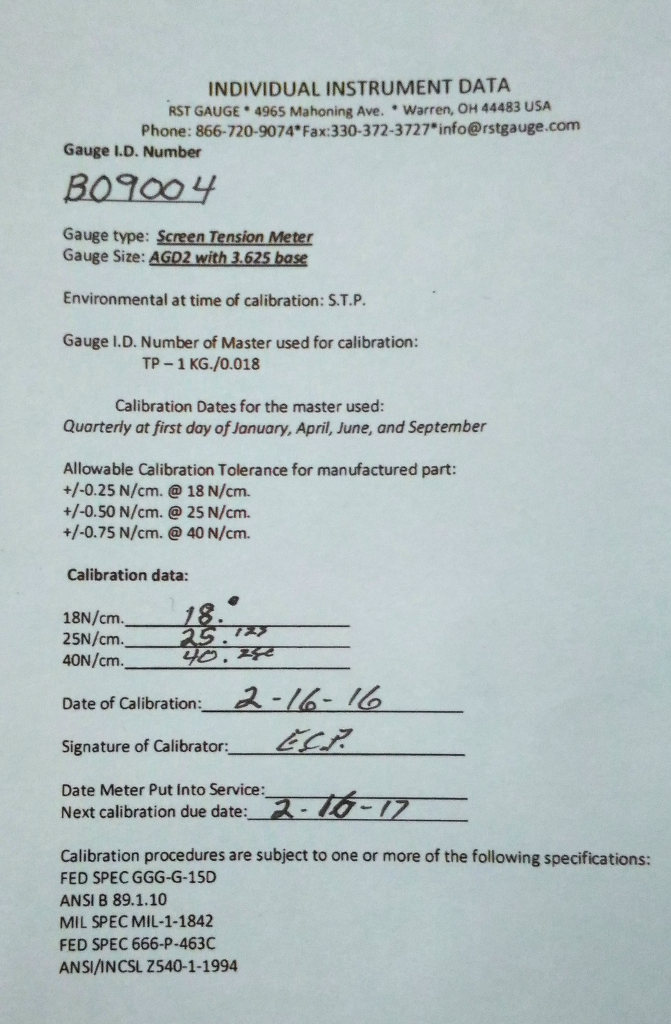 INDIVIDUAL INSTRUMENT DATA
RST GAUGE * 4965 Mahoning Ave. * Warren, OH 44483 USA
Phone: 866-720-9074*Fax:330-372-3727*info@rstgauge.com
Gauge I.D. Number
B09004
Gauge type: Screen Tension Meter
Gauge Size: AGD2 with 3.625 base
Environmental at time of calibration: S.T.P.
Gauge I.D. Number of Master used for calibration:
TP – 1 KG./0.018
Calibration Dates for the master used:
Quarterly at first day of January, April, June, and September
Allowable Calibration Tolerance for manufactured part:
+/-0.25 N/cm. @ 18 N/cm.
+/-0.50 N/cm. @ 25 N/cm.
+/-0.75 N/cm. @ 40 N/cm.
Calibration data:
18N/cm. 18.
25N/cm. 25.
40N/cm. 40.
Date of Calibration: 2-16-16
Signature of Calibrator:
Date Meter Put Into Service:
Next calibration due date: 2-16-17
Calibration procedures are subject to one or more of the following specifications:
FED SPEC GGG-G-15D
ANSI B 89.1.10
MIL SPEC MIL-1-1842
FED SPEC 666-P-463C
ANSI/INCSL Z540-1-1994